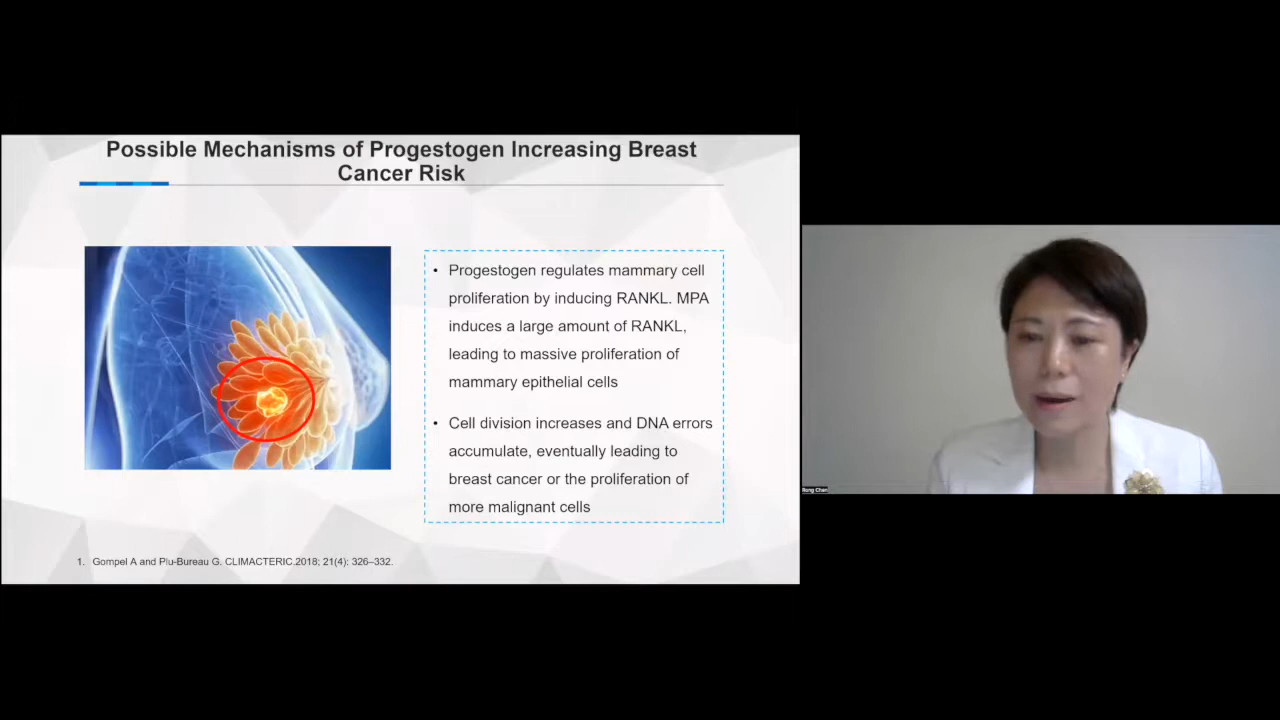 Possible Mechanisms of Progestogen Increasing Breast
Cancer Risk
• Progestogen regulates mammary cell
proliferation by inducing RANKL. MPA
induces a large amount of RANKL,
leading to massive proliferation of
mammary epithelial cells
• Cell division increases and DNA errors
accumulate, eventually leading to
breast cancer or the proliferation of
more malignant cells
1. Gompel A and Plu-Bureau G. CLIMACTERIC.2018; 21(4): 326–332.
Rong Chen